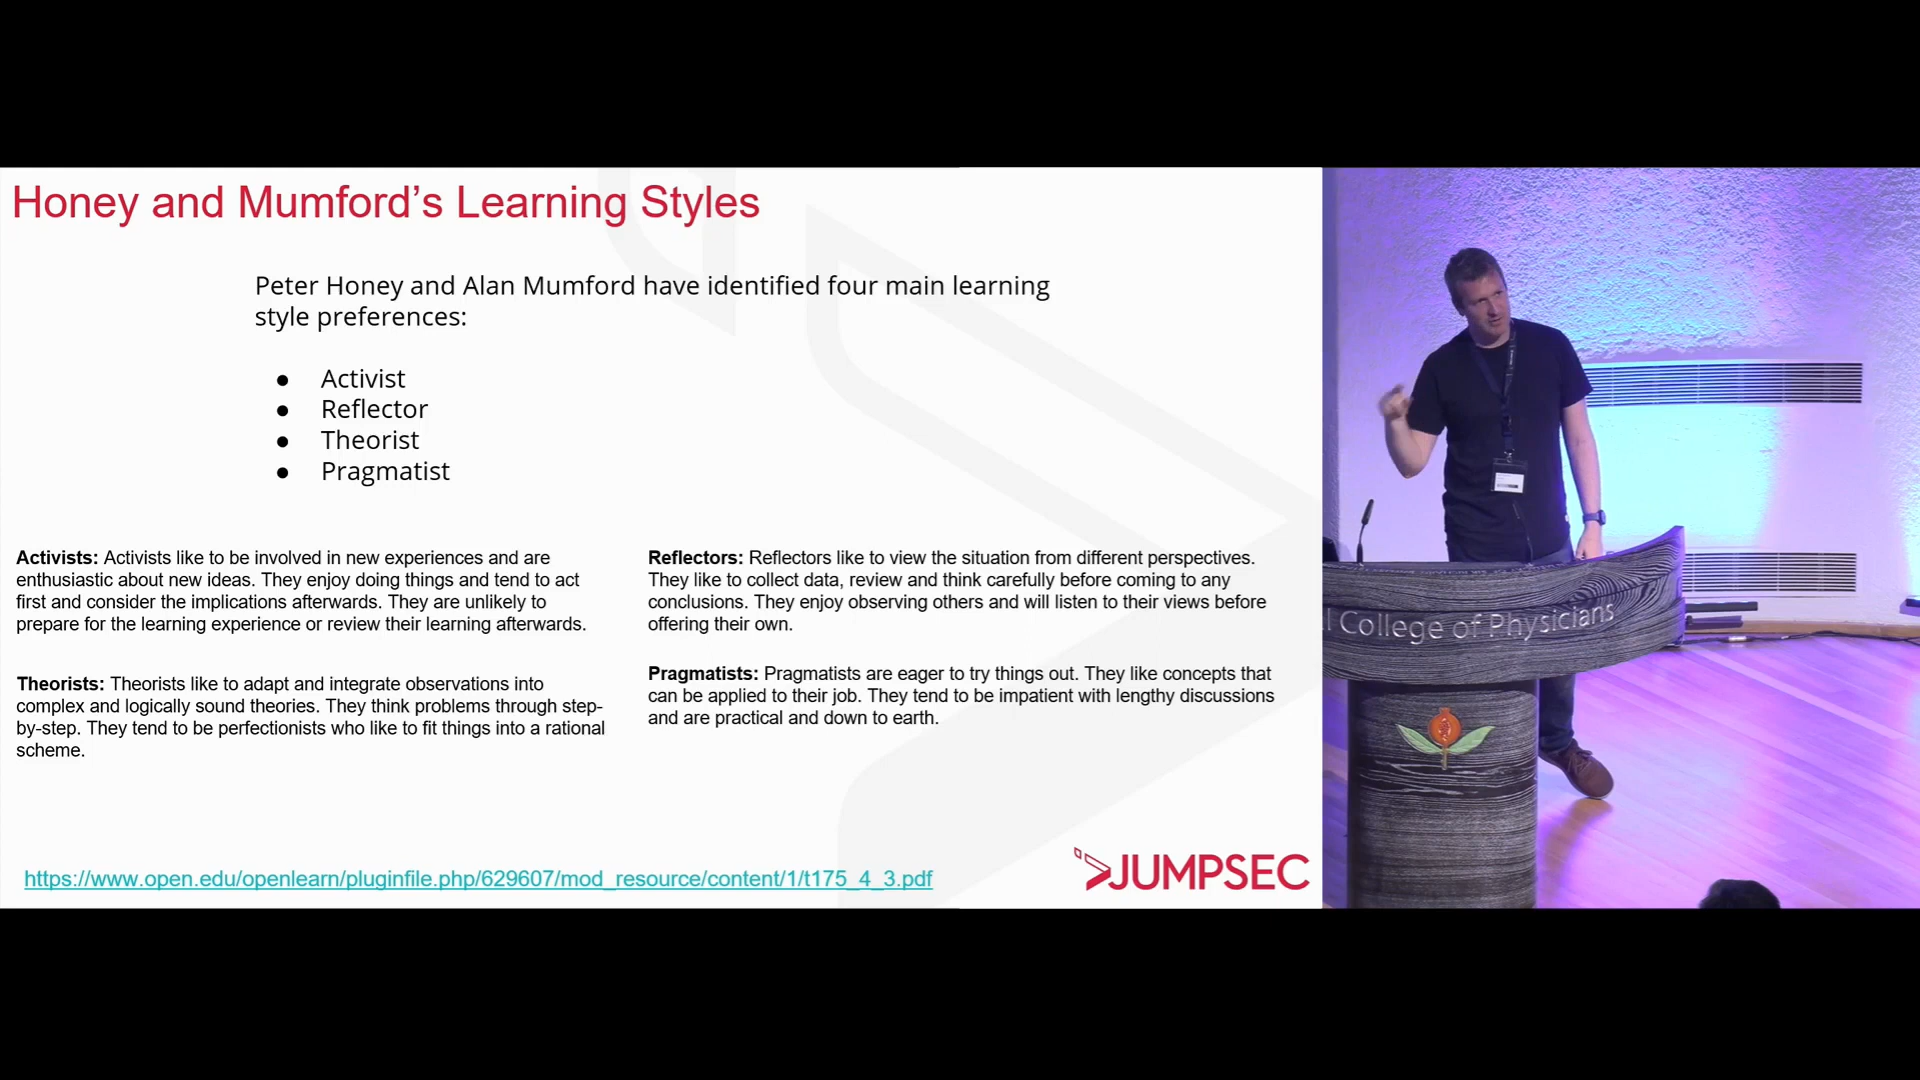 Honey and Mumford’s Learning Styles
Peter Honey and Alan Mumford have identified four main learning
style preferences:
● Activist
● Reflector
● Theorist
● Pragmatist
Activists: Activists like to be involved in new experiences and are
enthusiastic about new ideas. They enjoy doing things and tend to act
first and consider the implications afterwards. They are unlikely to
prepare for the learning experience or review their learning afterwards.
Theorists: Theorists like to adapt and integrate observations into
complex and logically sound theories. They think problems through step-
by-step. They tend to be perfectionists who like to fit things into a rational
scheme.
Reflectors: Reflectors like to view the situation from different perspectives.
They like to collect data, review and think carefully before coming to any
conclusions. They enjoy observing others and will listen to their views before
offering their own.
Pragmatists: Pragmatists are eager to try things out. They like concepts that
can be applied to their job. They tend to be impatient with lengthy discussions
and are practical and down to earth.
https://www.open.edu/openlearn/pluginfile.php/629607/mod_resource/content/1/t175_4_3.pdf
JUMPSEC
l College of Physicians